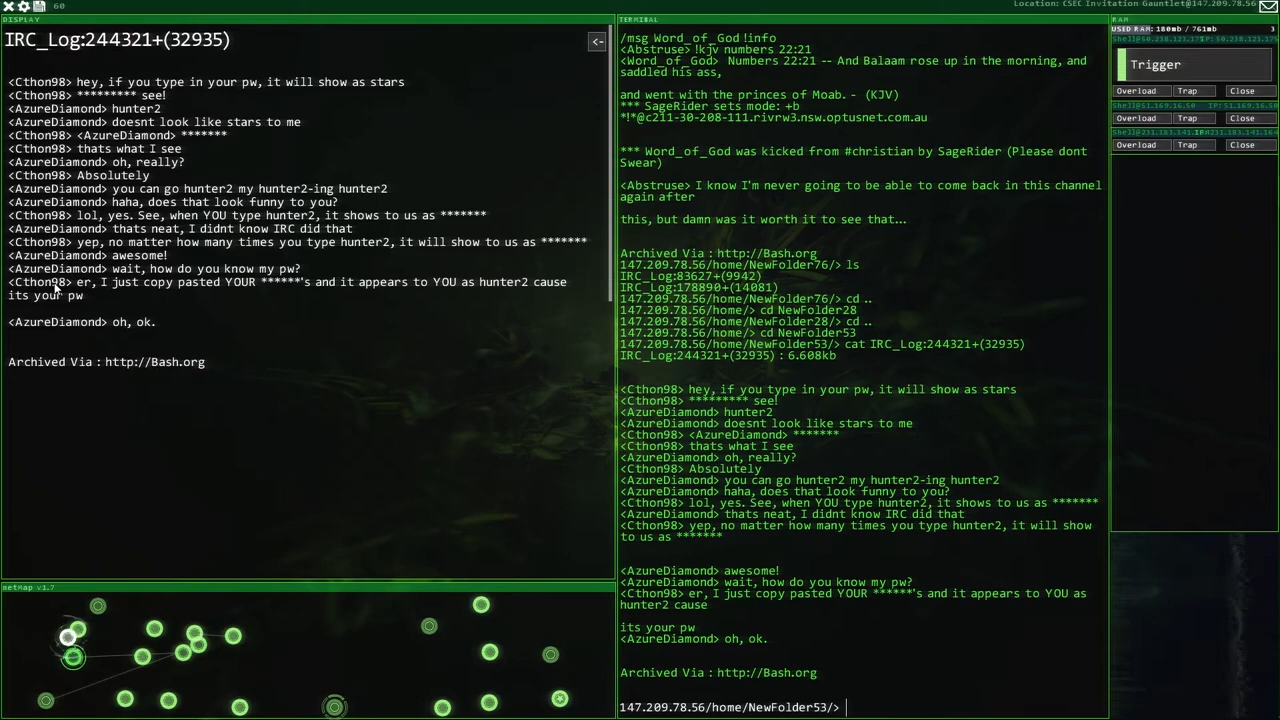 60
Location: CSEC Invitation Gauntlet@147.209.78.56
DISPLAY
IRC_Log:244321+(32935)
<-
<Cthon98> hey, if you type in your pw, it will show as stars
<Cthon98> ********* see!
<AzureDiamond> hunter2
<AzureDiamond> doesnt look like stars to me
<Cthon98> <AzureDiamond> *******
<Cthon98> thats what I see
<AzureDiamond> oh, really?
<Cthon98> Absolutely
<AzureDiamond> you can go hunter2 my hunter2-ing hunter2
<AzureDiamond> haha, does that look funny to you?
<Cthon98> lol, yes. See, when YOU type hunter2, it shows to us as *******
<AzureDiamond> thats neat, I didnt know IRC did that
<Cthon98> yep, no matter how many times you type hunter2, it will show to us as *******
<AzureDiamond> awesome!
<AzureDiamond> wait, how do you know my pw?
<Cthon98> er, I just copy pasted YOUR ******'s and it appears to YOU as hunter2 cause
its your pw
<AzureDiamond> oh, ok.
Archived Via : http://Bash.org
netMap v1.7
TERMINAL
/msg Word_of_God !info
<Abstruse> !kjv numbers 22:21
<Word_of_God>  Numbers 22:21 -- And Balaam rose up in the morning, and
saddled his ass,
and went with the princes of Moab. - (KJV)
*** SageRider sets mode: +b
*!*@c211-30-208-111.rivrw3.nsw.optusnet.com.au
*** Word_of_God was kicked from #christian by SageRider (Please dont
Swear)
<Abstruse> I know I'm never going to be able to come back in this channel
again after
this, but damn was it worth it to see that...
Archived Via : http://Bash.org
147.209.78.56/home/NewFolder76/> ls
IRC_Log:83627+(9942)
IRC_Log:178890+(14081)
147.209.78.56/home/NewFolder76/> cd ..
147.209.78.56/home/> cd NewFolder28
147.209.78.56/home/NewFolder28/> cd ..
147.209.78.56/home/> cd NewFolder53
147.209.78.56/home/NewFolder53/> cat IRC_Log:244321+(32935)
IRC_Log:244321+(32935) : 6.608kb
<Cthon98> hey, if you type in your pw, it will show as stars
<Cthon98> ********* see!
<AzureDiamond> hunter2
<AzureDiamond> doesnt look like stars to me
<Cthon98> <AzureDiamond> *******
<Cthon98> thats what I see
<AzureDiamond> oh, really?
<Cthon98> Absolutely
<AzureDiamond> you can go hunter2 my hunter2-ing hunter2
<AzureDiamond> haha, does that look funny to you?
<Cthon98> lol, yes. See, when YOU type hunter2, it shows to us as *******
<AzureDiamond> thats neat, I didnt know IRC did that
<Cthon98> yep, no matter how many times you type hunter2, it will show
to us as *******
<AzureDiamond> awesome!
<AzureDiamond> wait, how do you know my pw?
<Cthon98> er, I just copy pasted YOUR ******'s and it appears to YOU as
hunter2 cause
its your pw
<AzureDiamond> oh, ok.
Archived Via : http://Bash.org
147.209.78.56/home/NewFolder53/>
RAM
USED RAM: 180mb / 761mb 3
Trigger
Overload Trap Close
Shell@51.169.16.50 IP: 51.169.16.50
Overload Trap Close
Overload Trap Close